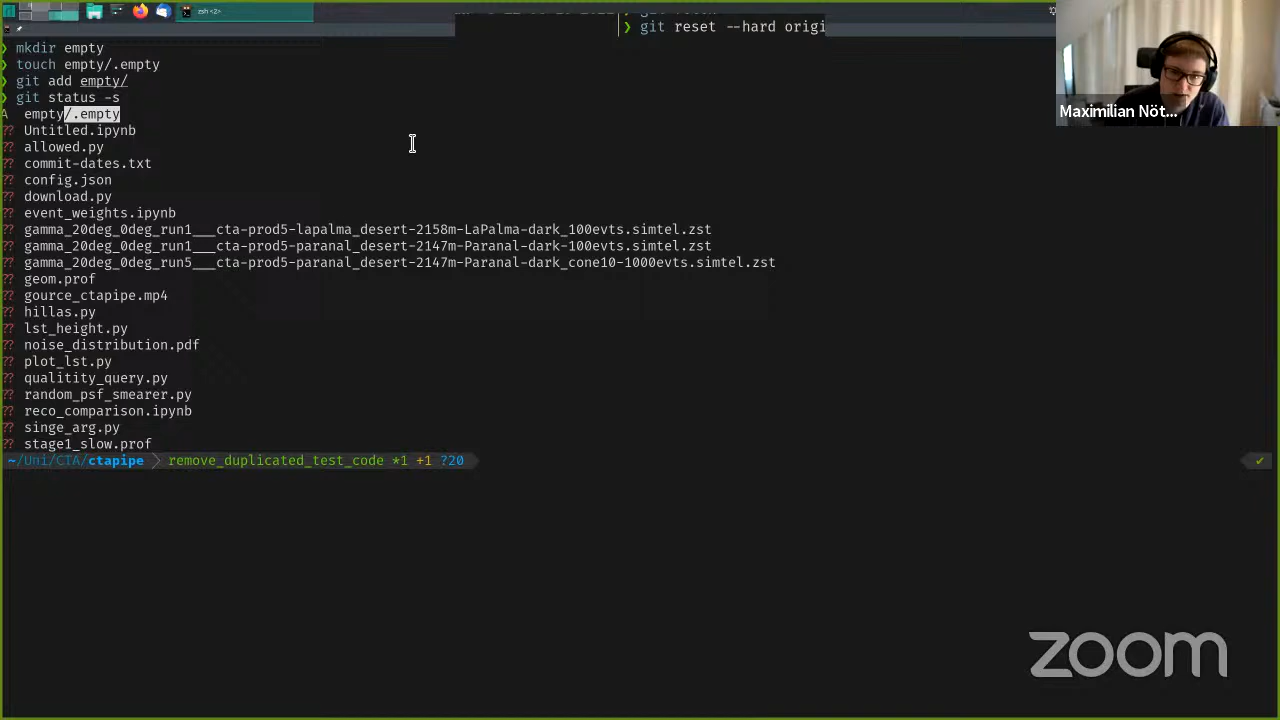 zsh <2>
❯ git reset --hard origi
❯ mkdir empty
❯ touch empty/.empty
❯ git add empty/
❯ git status -s
A empty/.empty
?? Untitled.ipynb
?? allowed.py
?? commit-dates.txt
?? config.json
?? download.py
?? event_weights.ipynb
?? gamma_20deg_0deg_run1___cta-prod5-lapalma_desert-2158m-LaPalma-dark_100evts.simtel.zst
?? gamma_20deg_0deg_run1___cta-prod5-paranal_desert-2147m-Paranal-dark-100evts.simtel.zst
?? gamma_20deg_0deg_run5___cta-prod5-paranal_desert-2147m-Paranal-dark_cone10-1000evts.simtel.zst
?? geom.prof
?? gource_ctapipe.mp4
?? hillas.py
?? lst_height.py
?? noise_distribution.pdf
?? plot_lst.py
?? qualitity_query.py
?? random_psf_smearer.py
?? reco_comparison.ipynb
?? singe_arg.py
?? stage1_slow.prof
~/Uni/CTA/ctapipe remove_duplicated_test_code *1 +1 ?20 ✔
Maximilian Nöt...
zoom